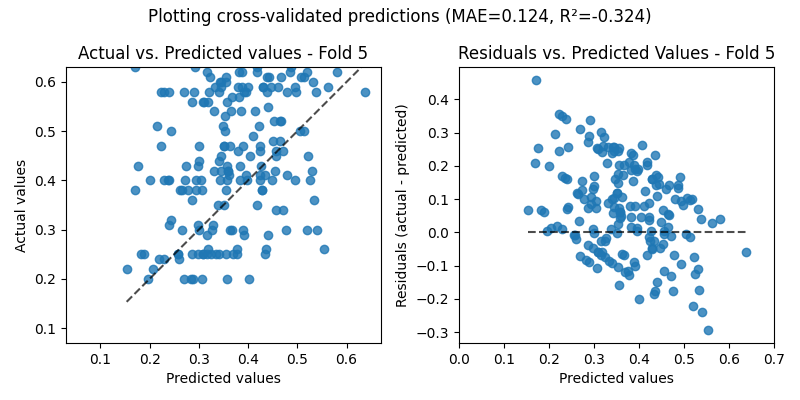 Plotting cross-validated predictions (MAE=0.124, R²=-0.324)
Actual vs. Predicted values - Fold 5
Actual values
0.6
0.5
0.4
0.3
0.2
0.1
0.1 0.2 0.3 0.4 0.5 0.6
Predicted values
Residuals vs. Predicted Values - Fold 5
Residuals (actual - predicted)
0.4
0.3
0.2
0.1
0.0
−0.1
−0.2
−0.3
0.0 0.1 0.2 0.3 0.4 0.5 0.6 0.7
Predicted values